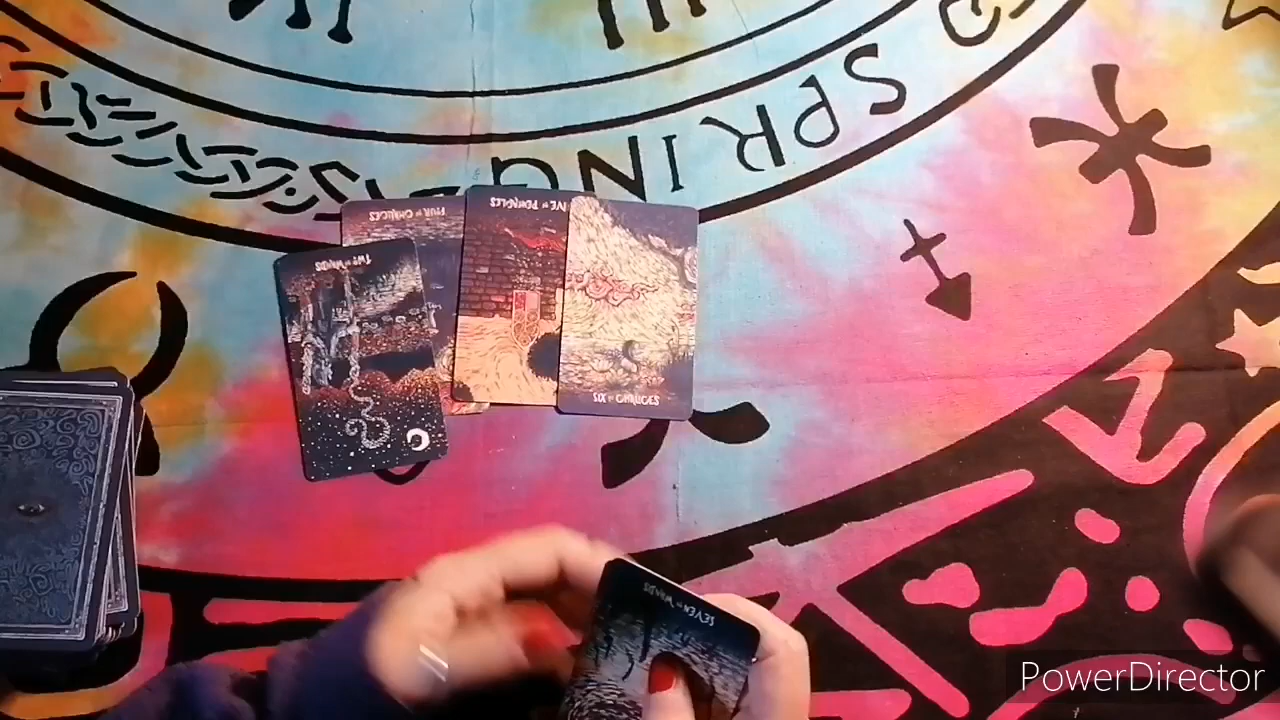 SPRING
FOUR OF CHALICES
FIVE OF PENTACLES
TWO OF WANDS
SIX OF CHALICES
SEVEN OF WANDS
PowerDirector